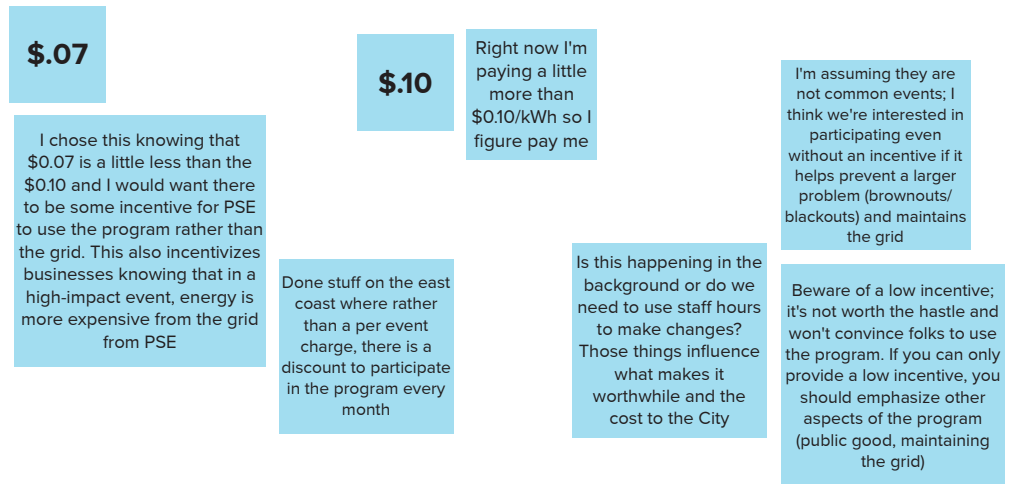 $.07
I chose this knowing that
$0.07 is a little less than the
$0.10 and I would want there
to be some incentive for PSE
to use the program rather than
the grid. This also incentivizes
businesses knowing that in a
high-impact event, energy is
more expensive from the grid
from PSE
$.10
Right now I'm
paying a little
more than
$0.10/kWh so I
figure pay me
Done stuff on the east
coast where rather
than a per event
charge, there is a
discount to participate
in the program every
month
Is this happening in the
background or do we
need to use staff hours
to make changes?
Those things influence
what makes it
worthwhile and the
cost to the City
I'm assuming they are
not common events; I
think we're interested in
participating even
without an incentive if it
helps prevent a larger
problem (brownouts/
blackouts) and maintains
the grid
Beware of a low incentive;
it's not worth the hastle and
won't convince folks to use
the program. If you can only
provide a low incentive, you
should emphasize other
aspects of the program
(public good, maintaining
the grid)